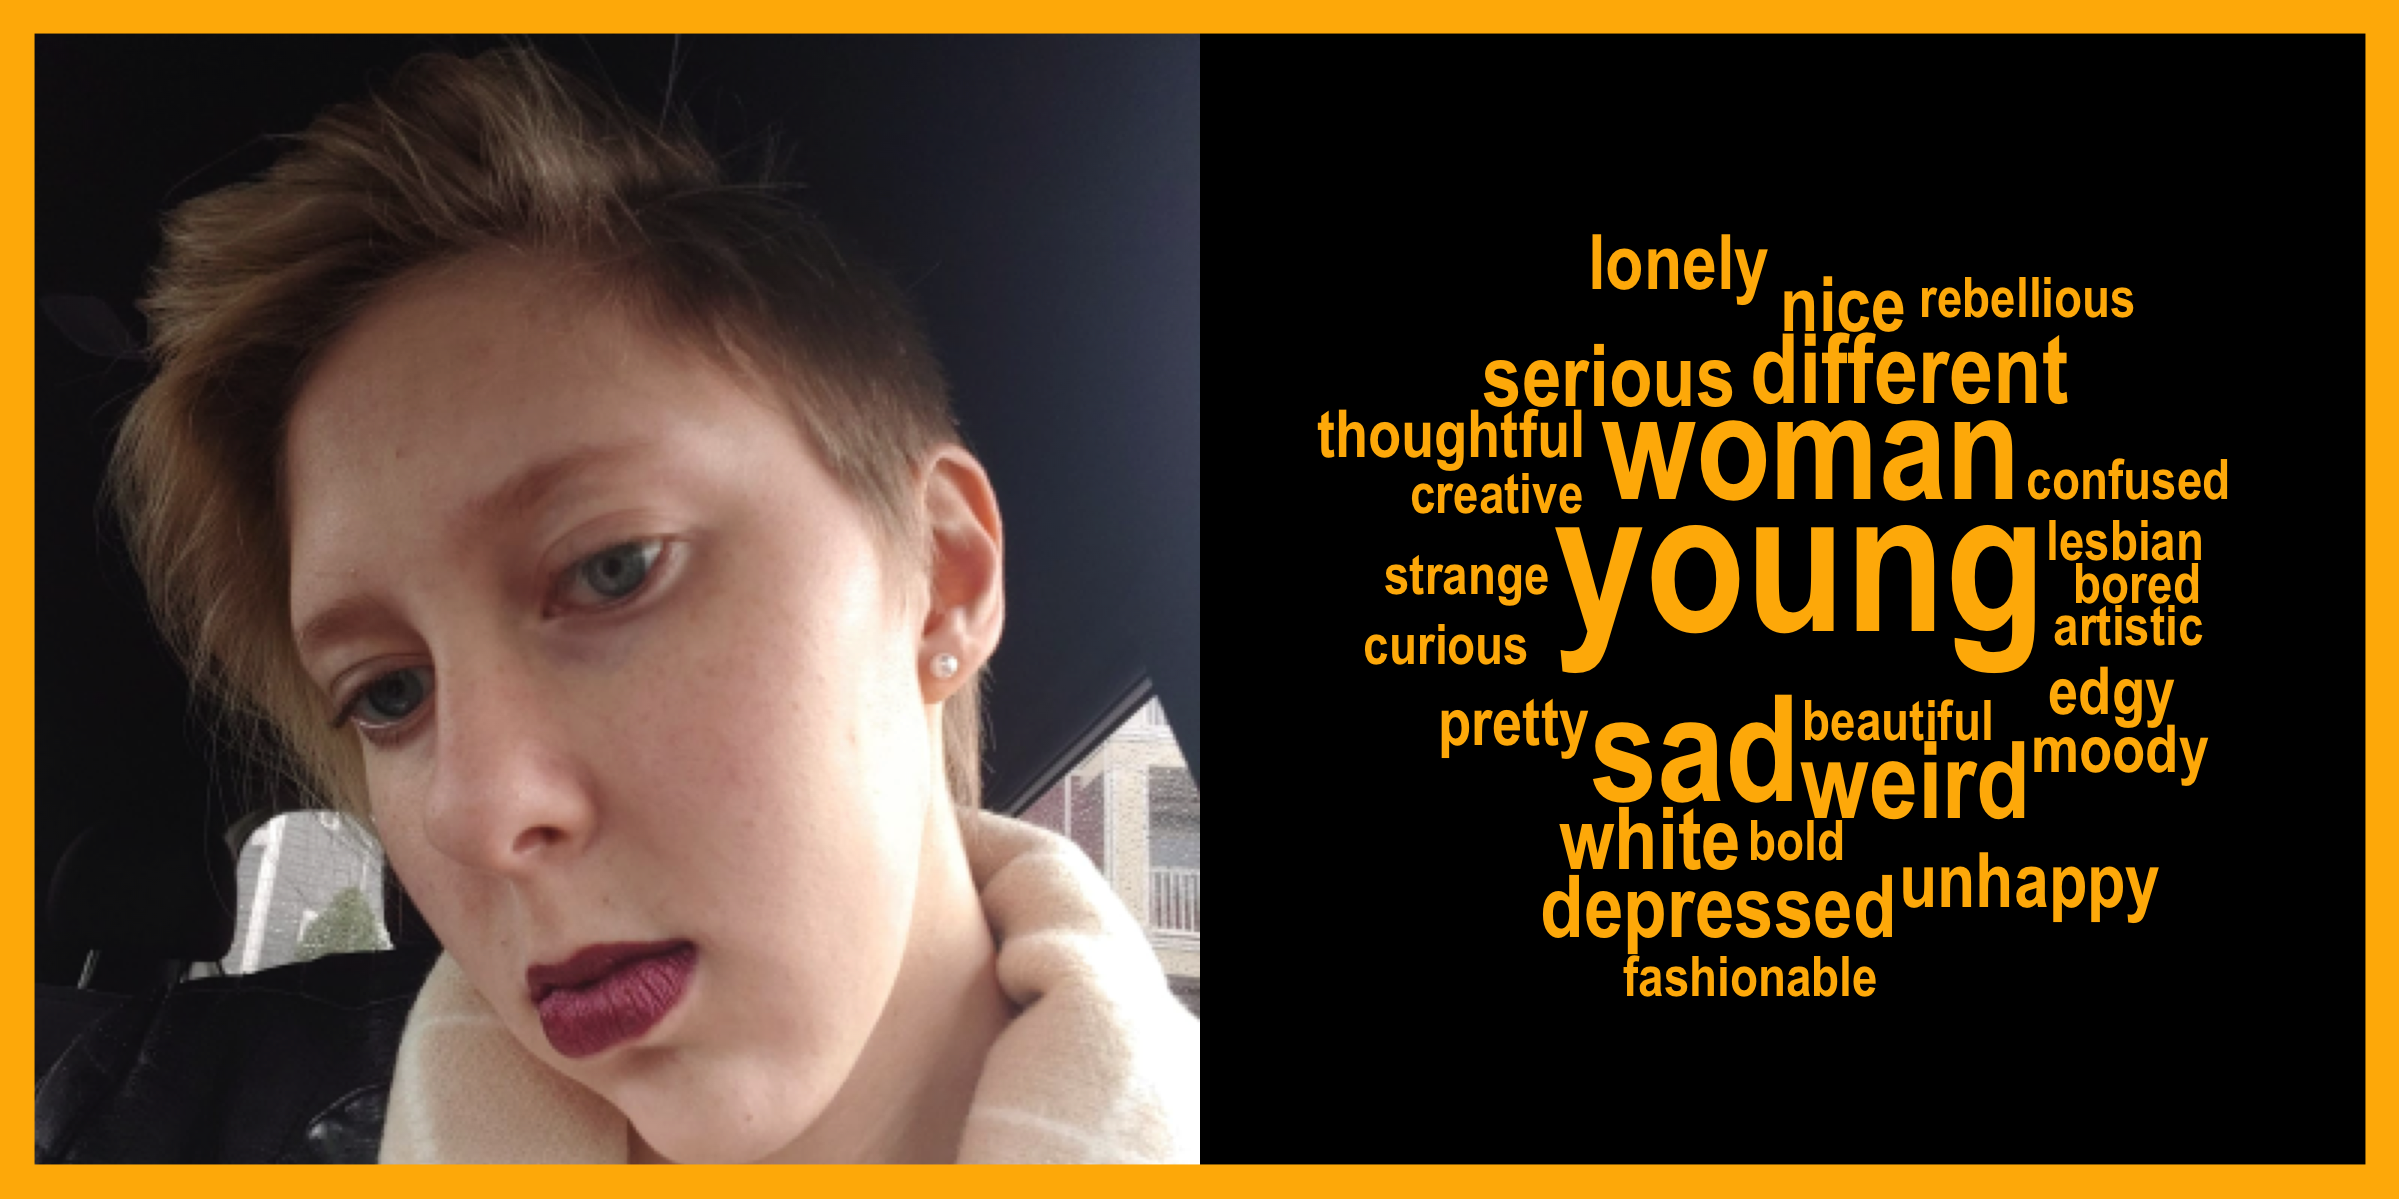 lonely
nice rebellious
serious different
thoughtful woman
creative confused
young lesbian
strange bored
curious artistic
edgy
pretty sad beautiful
weird moody
white bold
depressed unhappy
fashionable